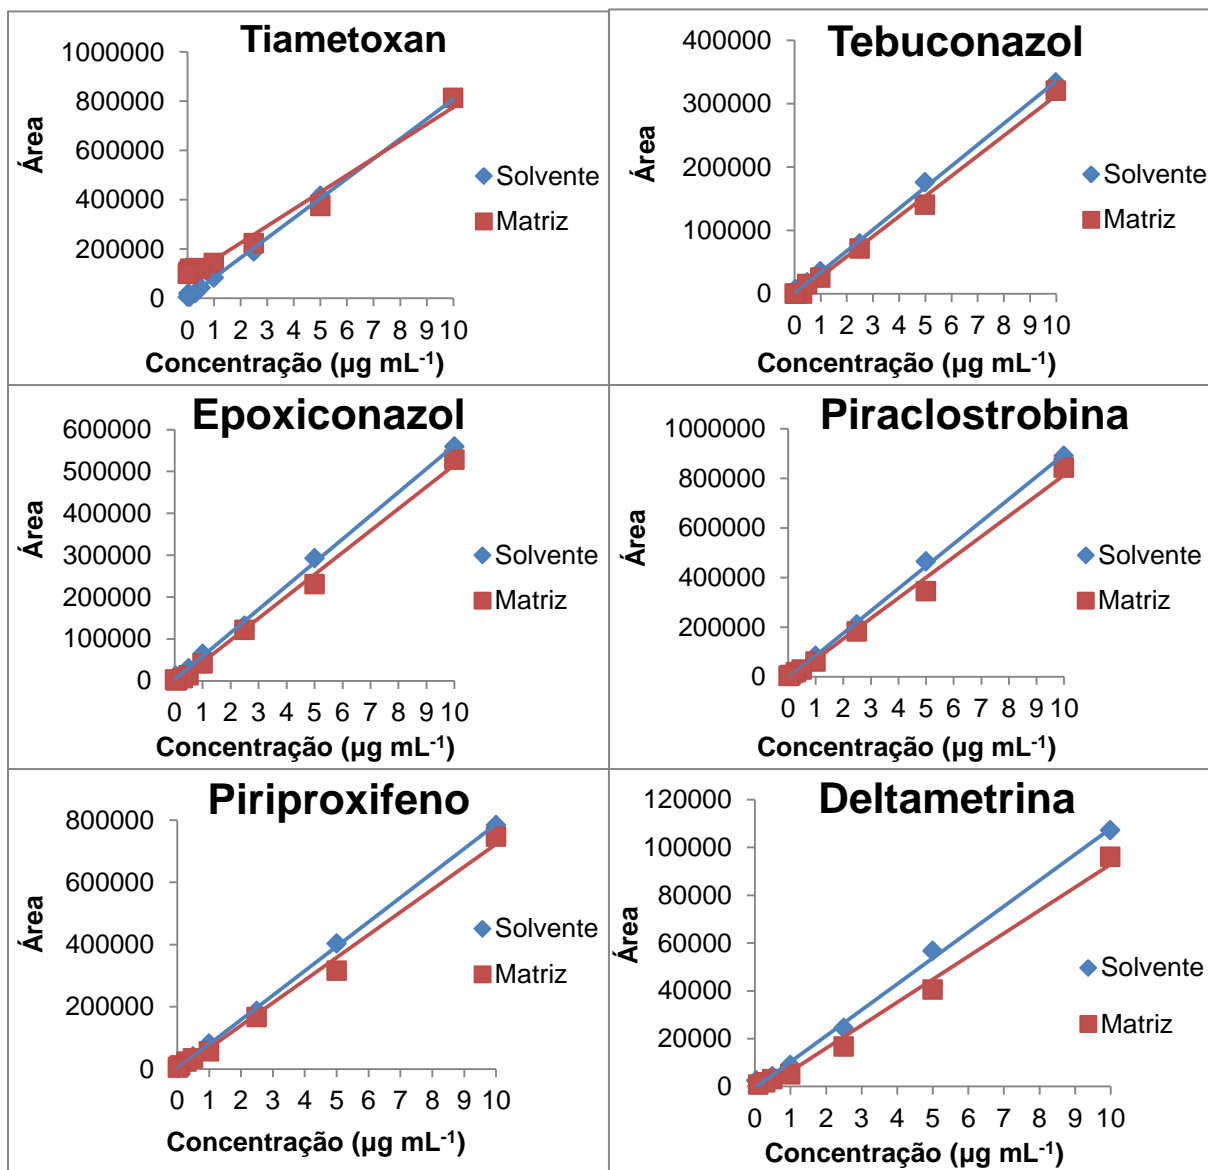 Tiametoxan
1000000
800000
600000
400000
200000
0
Área
0 1 2 3 4 5 6 7 8 9 10
Concentração (µg mL⁻¹)
Solvente
Matriz
Tebuconazol
400000
300000
200000
100000
0
Área
0 1 2 3 4 5 6 7 8 9 10
Concentração (µg mL⁻¹)
Solvente
Matriz
Epoxiconazol
600000
500000
400000
300000
200000
100000
0
Área
0 1 2 3 4 5 6 7 8 9 10
Concentração (µg mL⁻¹)
Solvente
Matriz
Piraclostrobina
1000000
800000
600000
400000
200000
0
Área
0 1 2 3 4 5 6 7 8 9 10
Concentração (µg mL⁻¹)
Solvente
Matriz
Piriproxifeno
800000
600000
400000
200000
0
Área
0 1 2 3 4 5 6 7 8 9 10
Concentração (µg mL⁻¹)
Solvente
Matriz
Deltametrina
120000
100000
80000
60000
40000
20000
0
Área
0 1 2 3 4 5 6 7 8 9 10
Concentração (µg mL⁻¹)
Solvente
Matriz